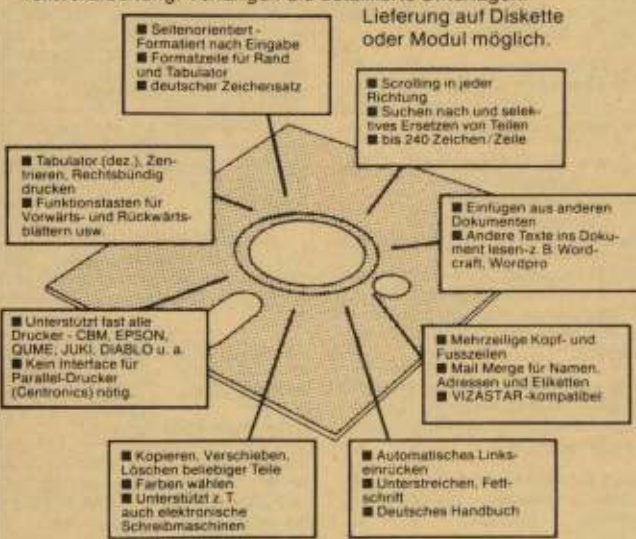 Lieferung auf Diskette
oder Modul möglich.
■ Seitenorientiert -
Formatiert nach Eingabe
■ Formatzeile für Rand
und Tabulator
■ deutscher Zeichensatz
■ Scrolling in jeder
Richtung
■ Suchen nach und selek-
tives Ersetzen von Teilen
■ bis 240 Zeichen/Zeile
■ Tabulator (dez.), Zen-
trieren, Rechtsbündig
drucken
■ Funktionstasten für
Vorwärts- und Rückwärts-
blättern usw.
■ Einfügen aus anderen
Dokumenten
■ Andere Texte ins Doku-
ment lesen-z. B. Word-
craft, Wordpro
■ Unterstützt fast alle
Drucker - CBM, EPSON,
QUME, JUKI, DiABLO u. a.
■ Kein Interface für
Parallel-Drucker
(Centronics) nötig.
■ Mehrzeilige Kopf- und
Fusszeilen
■ Mail Merge für Namen,
Adressen und Etiketten
■ VIZASTAR-kompatibel
■ Kopieren, Verschieben,
Löschen beliebiger Teile
■ Farben wählen
■ Unterstützt z. T.
auch elektronische
Schreibmaschinen
■ Automatisches Links-
einrücken
■ Unterstreichen, Fett-
schrift
■ Deutsches Handbuch